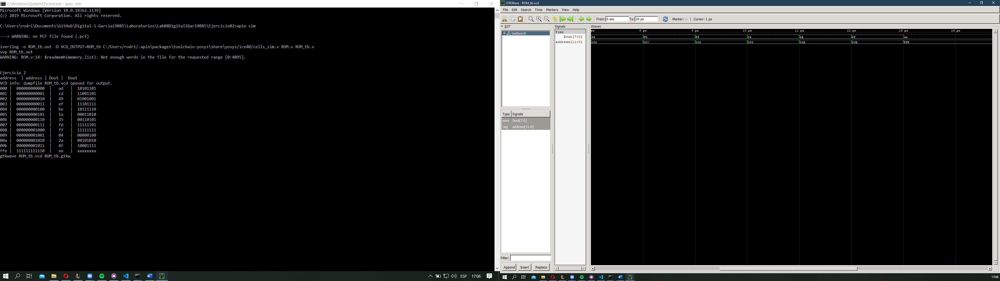 C:\Windows\System32\cmd.exe - apio sim
Microsoft Windows [Version 10.0.18362.1139]
(c) 2019 Microsoft Corporation. All rights reserved.
C:\Users\rodri\Documents\GitHub\Digital-1-Garcia19085\Laboratorios\Lab08Digital1Gar19085\Ejercicio02>apio sim
---> WARNING: no PCF file found (.pcf)
iverilog -o ROM_tb.out -D VCD_OUTPUT=ROM_tb C:/Users/rodri/.apio\packages\toolchain-yosys\share\yosys/ice40/cells_sim.v ROM.v ROM_tb.v
vvp ROM_tb.out
WARNING: ROM.v:14: $readmemh(memory.list): Not enough words in the file for the requested range [0:4095].
Ejercicio 2
address | address | Dout | Dout
VCD info: dumpfile ROM_tb.vcd opened for output.
000 | 000000000000 | ad | 10101101
001 | 000000000001 | cd | 11001101
002 | 000000000010 | 49 | 01001001
003 | 000000000011 | ef | 11101111
004 | 000000000100 | be | 10111110
005 | 000000000101 | 1a | 00011010
006 | 000000000110 | 35 | 00110101
007 | 000000000111 | fd | 11111101
008 | 000000001000 | ff | 11111111
009 | 000000001001 | 04 | 00000100
00a | 000000001010 | 2a | 00101010
00b | 000000001011 | 8f | 10001111
ffe | 111111111110 | xx | xxxxxxxx
gtkwave ROM_tb.vcd ROM_tb.gtkw
ESP 17:06
GTKWave - ROM_tb.vcd
File Edit Search Time Markers View Help
From: 0 sec To: 20 ps Marker: -- | Cursor: 1 ps
SST
testbench
Type Signals
wire Dout[7:0]
reg address[11:0]
Filter:
Append Insert Replace
Signals
Time
Dout[7:0]
address[11:0]
Waves
ps 8 ps 9 ps 10 ps 11 ps 12 ps 13 ps 14 ps
35 FD FF 04 2A 8F xx
006 007 008 009 00A 00B FFE
17:06